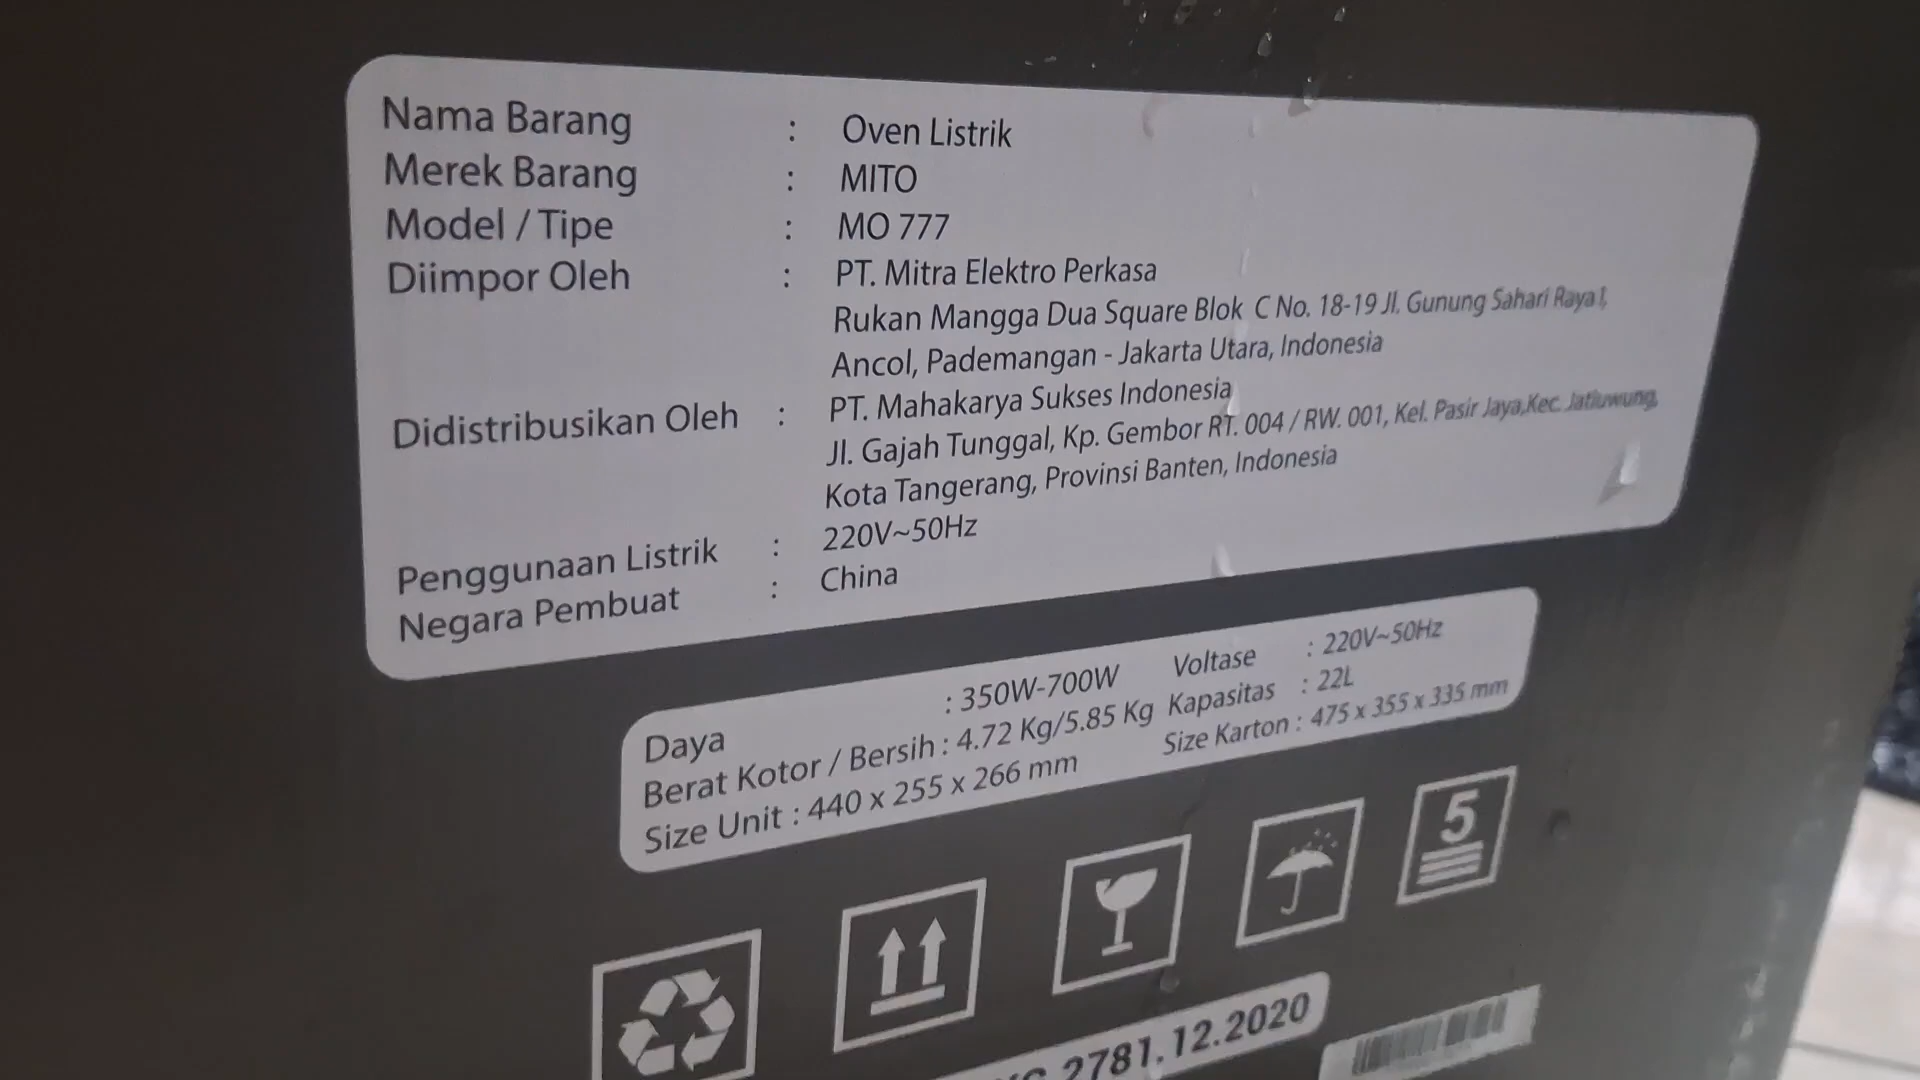 Nama Barang : Oven Listrik
Merek Barang : MITO
Model / Tipe : MO 777
Diimpor Oleh : PT. Mitra Elektro Perkasa
Rukan Mangga Dua Square Blok C No. 18-19 Jl. Gunung Sahari Raya 1,
Ancol, Pademangan - Jakarta Utara, Indonesia
Didistribusikan Oleh : PT. Mahakarya Sukses Indonesia
Jl. Gajah Tunggal, Kp. Gembor RT. 004 / RW. 001, Kel. Pasir Jaya,Kec. Jatiuwung,
Kota Tangerang, Provinsi Banten, Indonesia
Penggunaan Listrik : 220V~50Hz
Negara Pembuat : China
Daya : 350W-700W Voltase : 220V~50Hz
Berat Kotor / Bersih : 4.72 Kg/5.85 Kg Kapasitas : 22L
Size Unit : 440 x 255 x 266 mm Size Karton : 475 x 355 x 335 mm
5
2781.12.2020